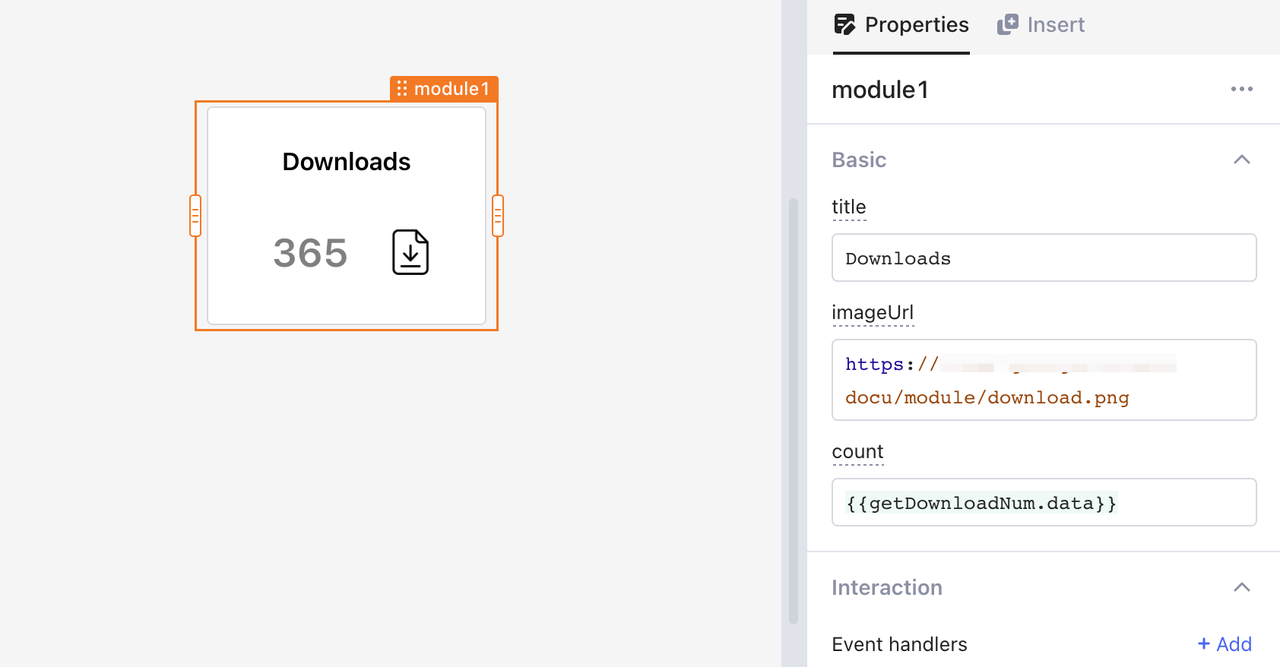 module1
Downloads
365
Properties
Insert
module1
Basic
title
Downloads
imageUrl
https://
docu/module/download.png
count
{{getDownloadNum.data}}
Interaction
Event handlers
+ Add